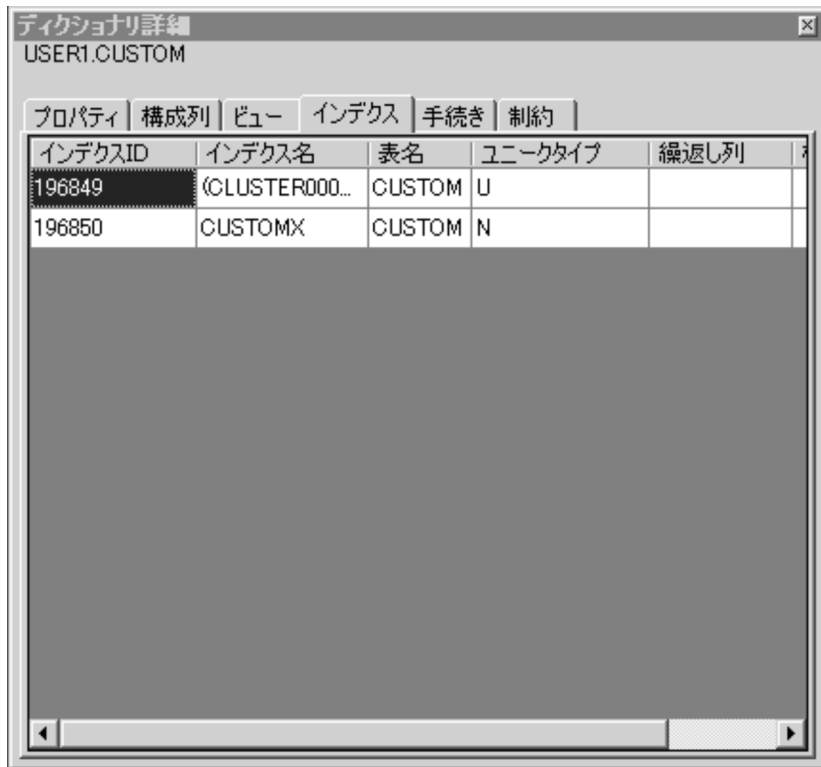 ディクショナリ詳細
USER1.CUSTOM
プロパティ 構成列 ビュー インデクス 手続き 制約
インデクスID インデクス名 表名 ユニークタイプ 繰返し列
196849 (CLUSTER000... CUSTOM U
196850 CUSTOMX CUSTOM N